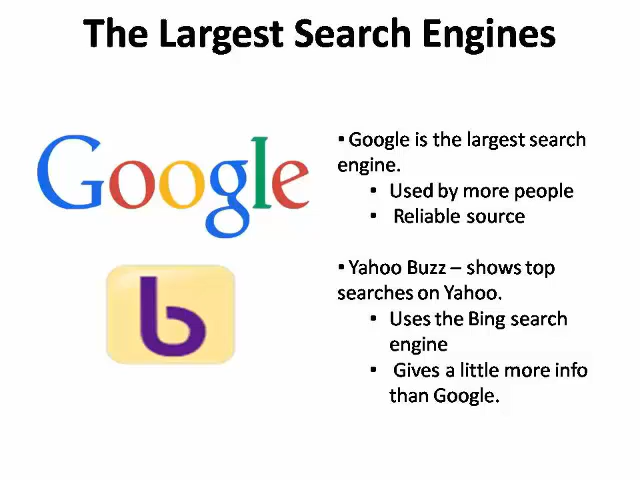 The Largest Search Engines
Google
▪ Google is the largest search
engine.
▪ Used by more people
▪ Reliable source
b
▪ Yahoo Buzz – shows top
searches on Yahoo.
▪ Uses the Bing search
engine
▪ Gives a little more info
than Google.